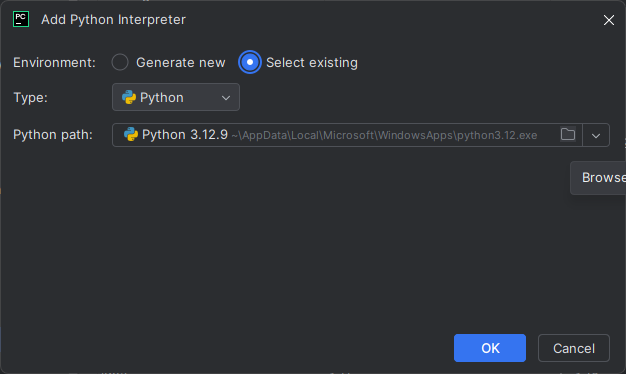 PC Add Python Interpreter
Environment: Generate new Select existing
Type: Python
Python path: Python 3.12.9 ~\AppData\Local\Microsoft\WindowsApps\python3.12.exe
Browse
OK Cancel